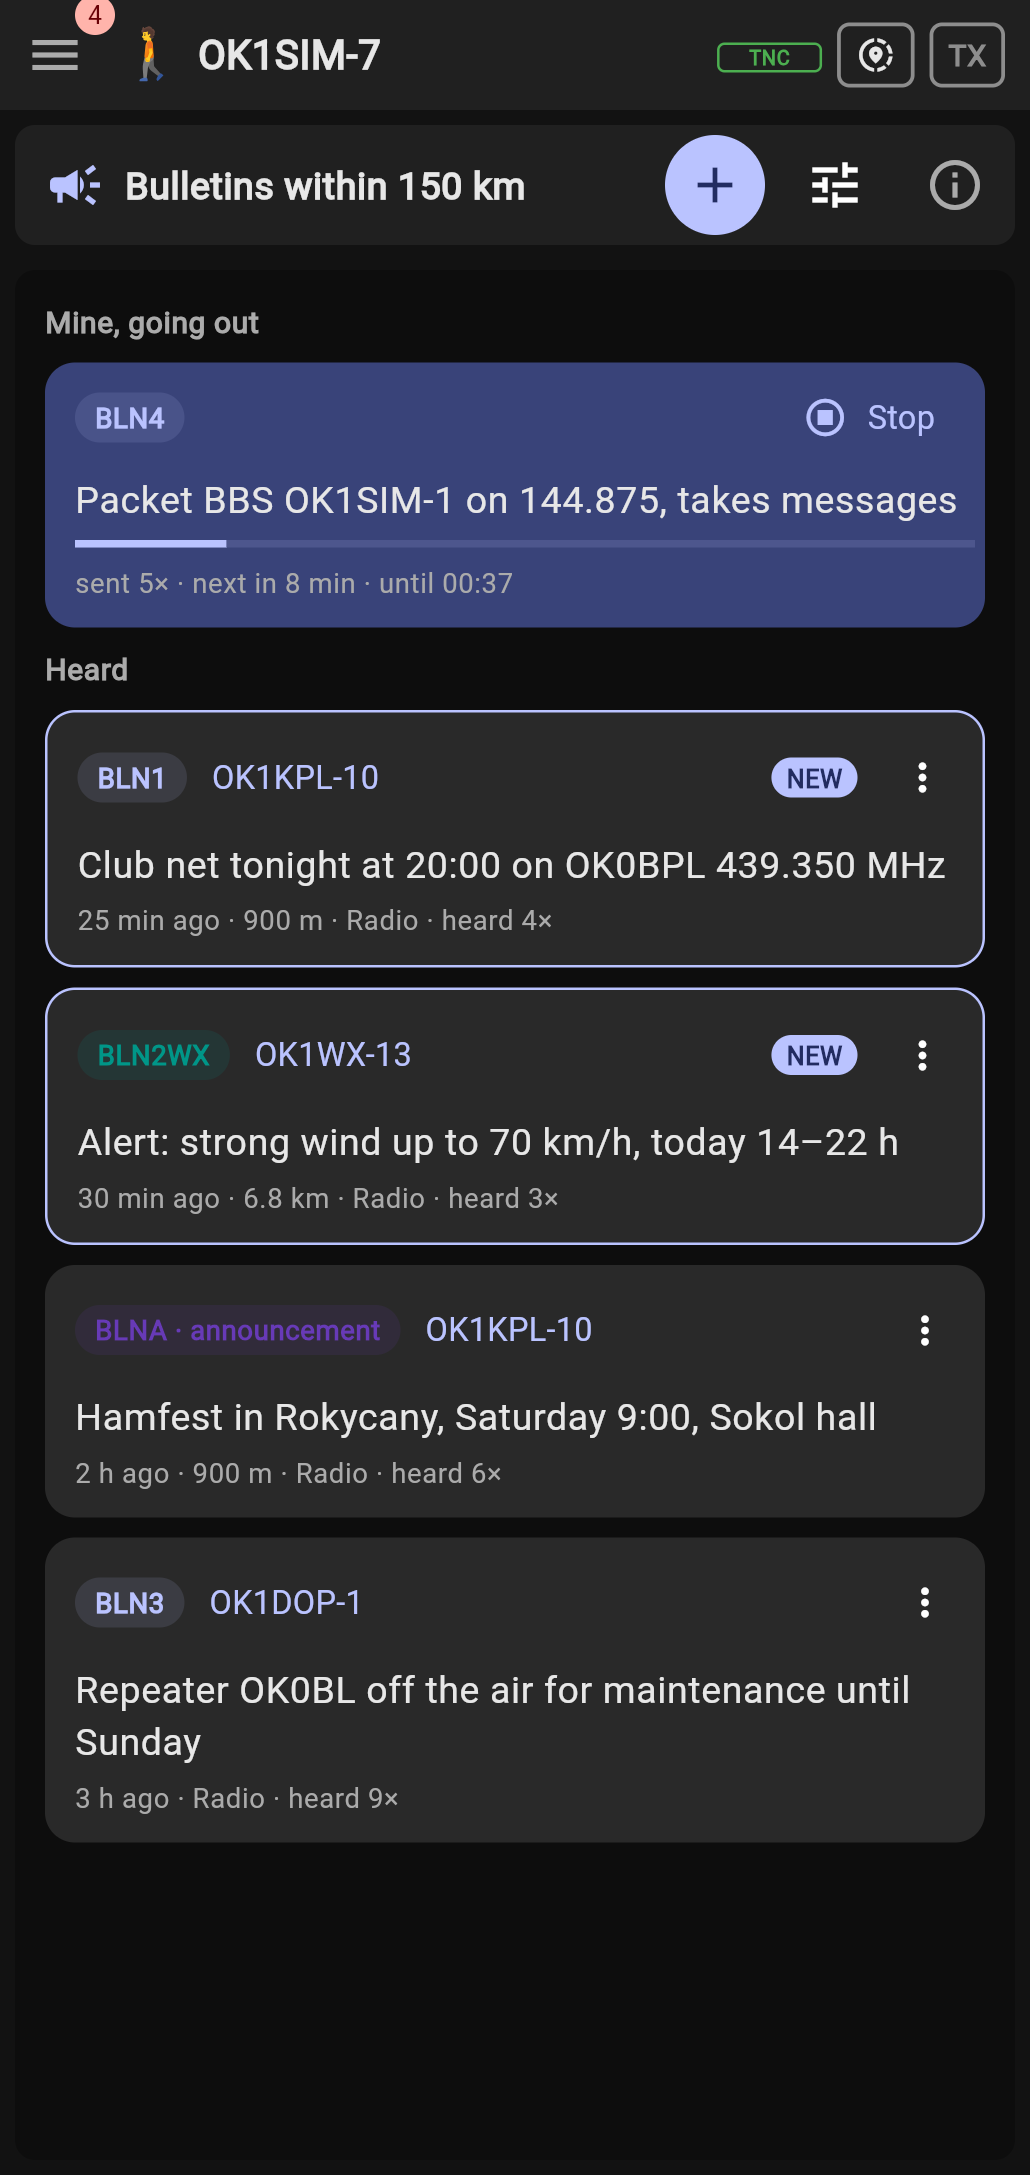 4
OK1SIM-7
TNC
TX
Bulletins within 150 km
Mine, going out
BLN4
Stop
Packet BBS OK1SIM-1 on 144.875, takes messages
sent 5× · next in 8 min · until 00:37
Heard
BLN1 OK1KPL-10 NEW
Club net tonight at 20:00 on OK0BPL 439.350 MHz
25 min ago · 900 m · Radio · heard 4×
BLN2WX OK1WX-13 NEW
Alert: strong wind up to 70 km/h, today 14–22 h
30 min ago · 6.8 km · Radio · heard 3×
BLNA · announcement OK1KPL-10
Hamfest in Rokycany, Saturday 9:00, Sokol hall
2 h ago · 900 m · Radio · heard 6×
BLN3 OK1DOP-1
Repeater OK0BL off the air for maintenance until
Sunday
3 h ago · Radio · heard 9×